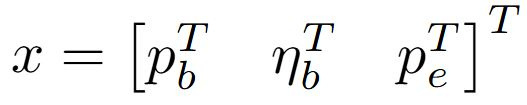 x = [p_b^T η_b^T p_e^T]^T